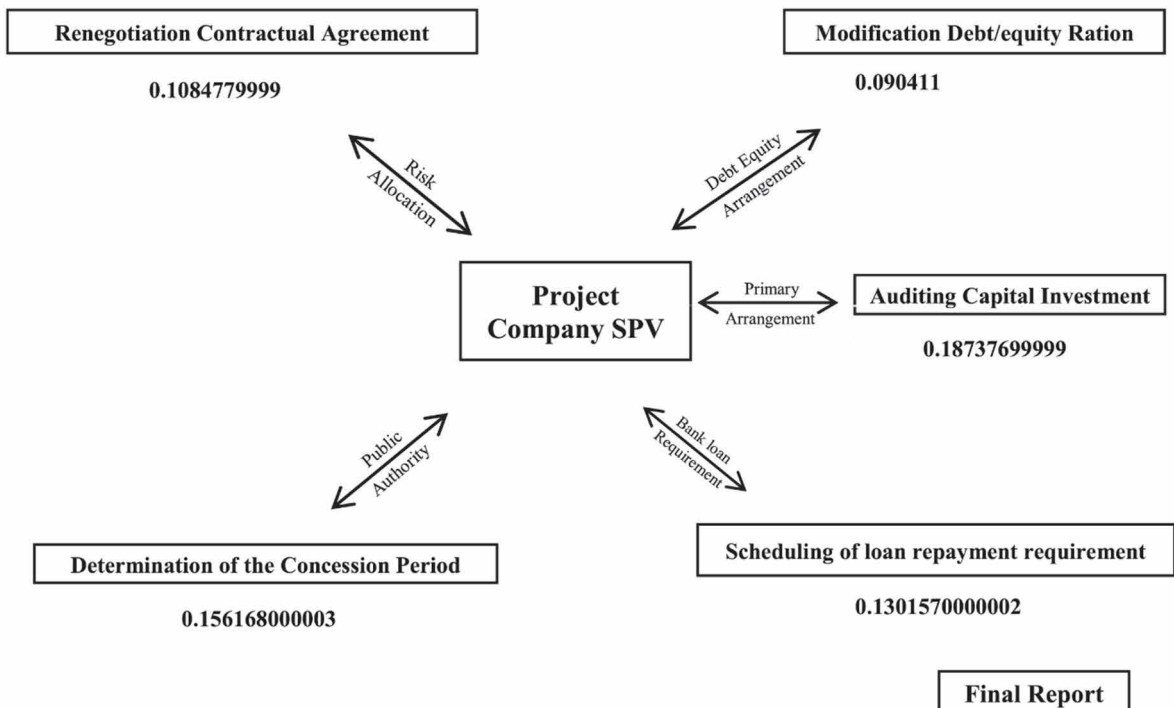 Renegotiation Contractual Agreement
0.1084779999
Modification Debt/equity Ration
0.090411
Risk
Allocation
Debt Equity
Arrangement
Project
Company SPV
Primary
Arrangement
Auditing Capital Investment
0.18737699999
Public
Authority
Bank loan
Requirement
Determination of the Concession Period
0.156168000003
Scheduling of loan repayment requirement
0.1301570000002
Final Report